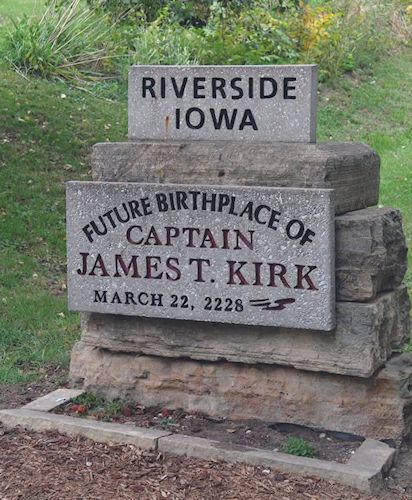 RIVERSIDE
IOWA
FUTURE BIRTHPLACE OF
CAPTAIN
JAMES T. KIRK
MARCH 22, 2228